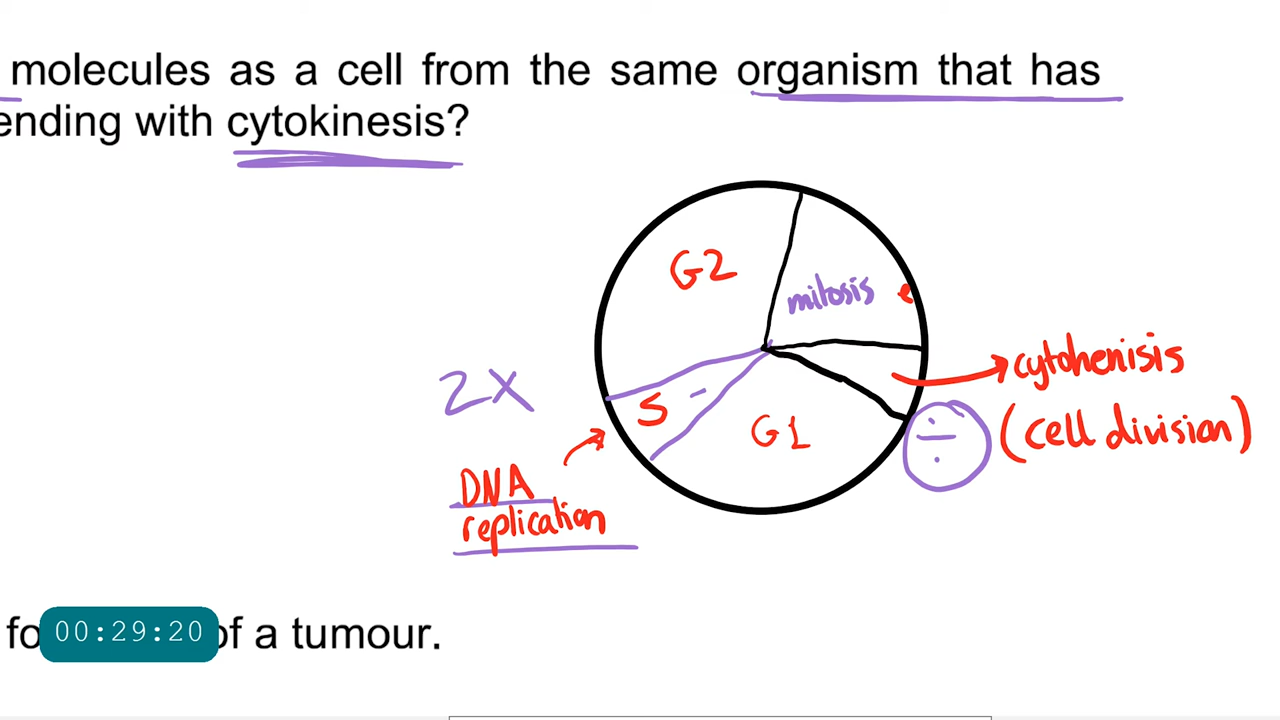 molecules as a cell from the same organism that has
ending with cytokinesis?
G2
mitosis
e
2X
S -
G1
cytohenisis
÷
(cell division)
DNA
replication
fo
00:29:20
of a tumour.